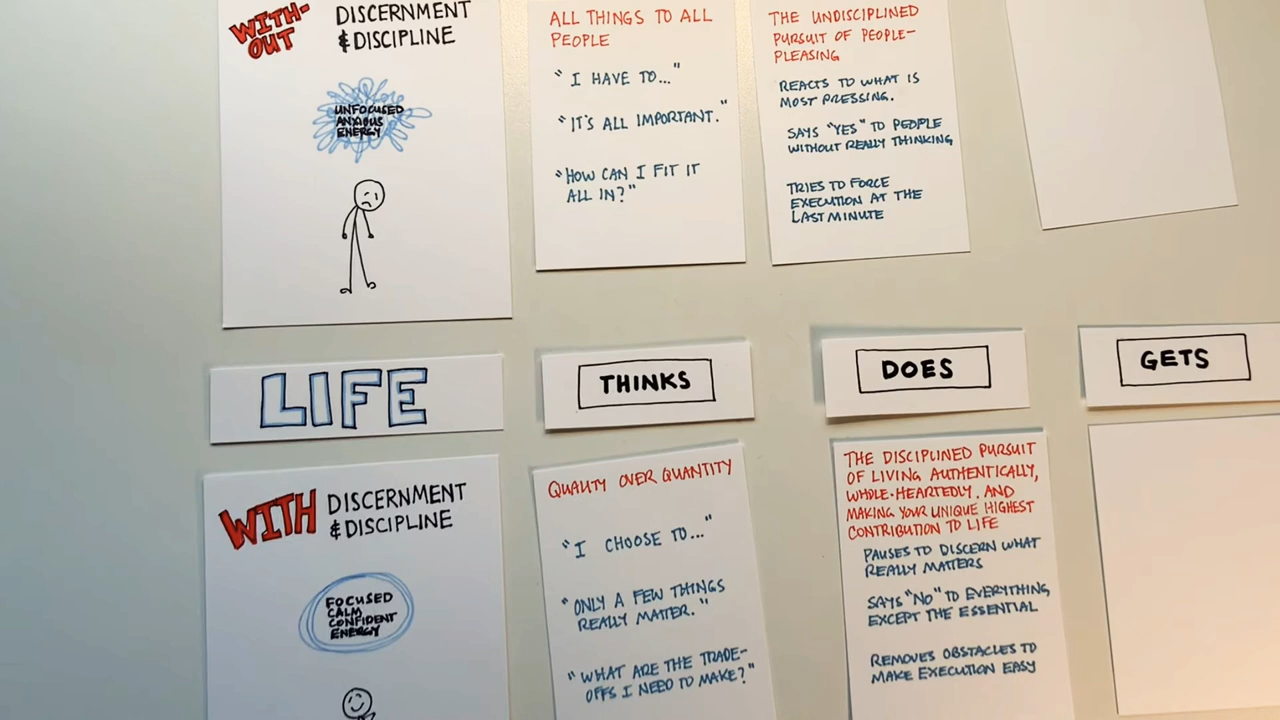 WITH-
OUT
DISCERNMENT
& DISCIPLINE
UNFOCUSED
ANXIOUS
ENERGY
ALL THINGS TO ALL
PEOPLE
"I HAVE TO..."
"IT'S ALL IMPORTANT."
"HOW CAN I FIT IT
ALL IN?"
THE UNDISCIPLINED
PURSUIT OF PEOPLE-
PLEASING
REACTS TO WHAT IS
MOST PRESSING.
SAYS "YES" TO PEOPLE
WITHOUT REALLY THINKING
TRIES TO FORCE
EXECUTION AT THE
LAST MINUTE
LIFE
THINKS
DOES
GETS
WITH
DISCERNMENT
& DISCIPLINE
FOCUSED
CALM
CONFIDENT
ENERGY
QUALITY OVER QUANTITY
"I CHOOSE TO..."
"ONLY A FEW THINGS
REALLY MATTER."
"WHAT ARE THE TRADE-
OFFS I NEED TO MAKE?"
THE DISCIPLINED PURSUIT
OF LIVING AUTHENTICALLY,
WHOLE-HEARTEDLY, AND
MAKING YOUR UNIQUE HIGHEST
CONTRIBUTION TO LIFE
PAUSES TO DISCERN WHAT
REALLY MATTERS
SAYS "NO" TO EVERYTHING
EXCEPT THE ESSENTIAL
REMOVES OBSTACLES TO
MAKE EXECUTION EASY